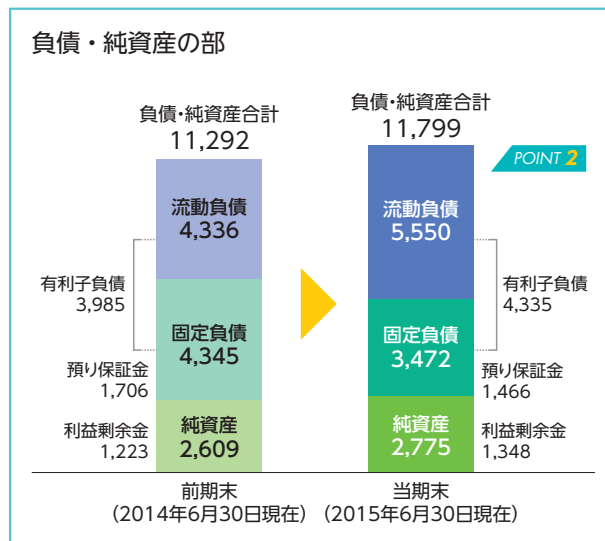 負債・純資産の部
負債・純資産合計
11,292
流動負債
4,336
有利子負債
3,985
固定負債
4,345
預り保証金
1,706
純資産
2,609
利益剰余金
1,223
前期末
(2014年6月30日現在)
負債・純資産合計
11,799
POINT 2
流動負債
5,550
有利子負債
4,335
固定負債
3,472
預り保証金
1,466
純資産
2,775
利益剰余金
1,348
当期末
(2015年6月30日現在)